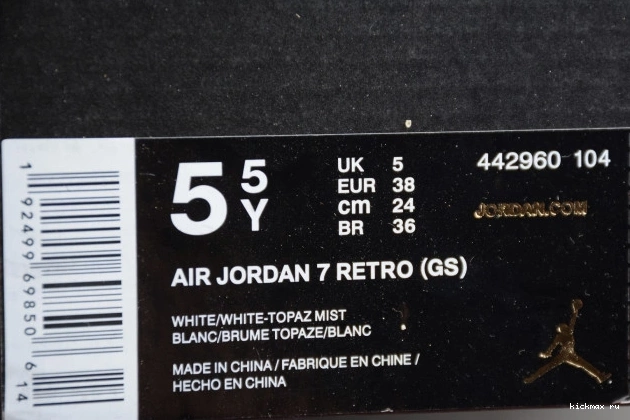 1 92499 69850 6 14
5 5 Y
UK 5
EUR 38
cm 24
BR 36
442960 104
JORDAN.COM
AIR JORDAN 7 RETRO (GS)
WHITE/WHITE-TOPAZ MIST
BLANC/BRUME TOPAZE/BLANC
MADE IN CHINA / FABRIQUE EN CHINE /
HECHO EN CHINA
kickmax.ru